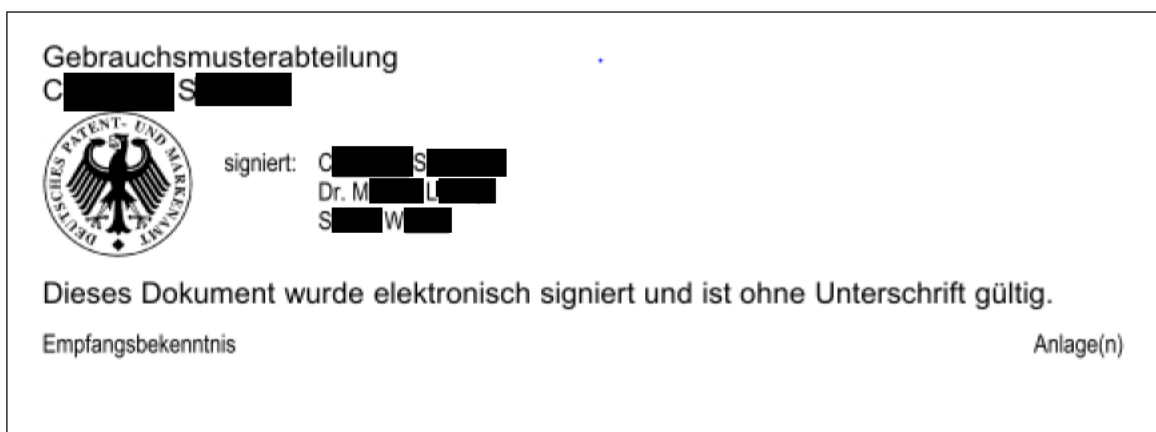 Gebrauchsmusterabteilung
C S
DEUTSCHES PATENT- UND MARKENAMT
signiert: C S
Dr. M L
S W
Dieses Dokument wurde elektronisch signiert und ist ohne Unterschrift gültig.
Empfangsbekenntnis Anlage(n)